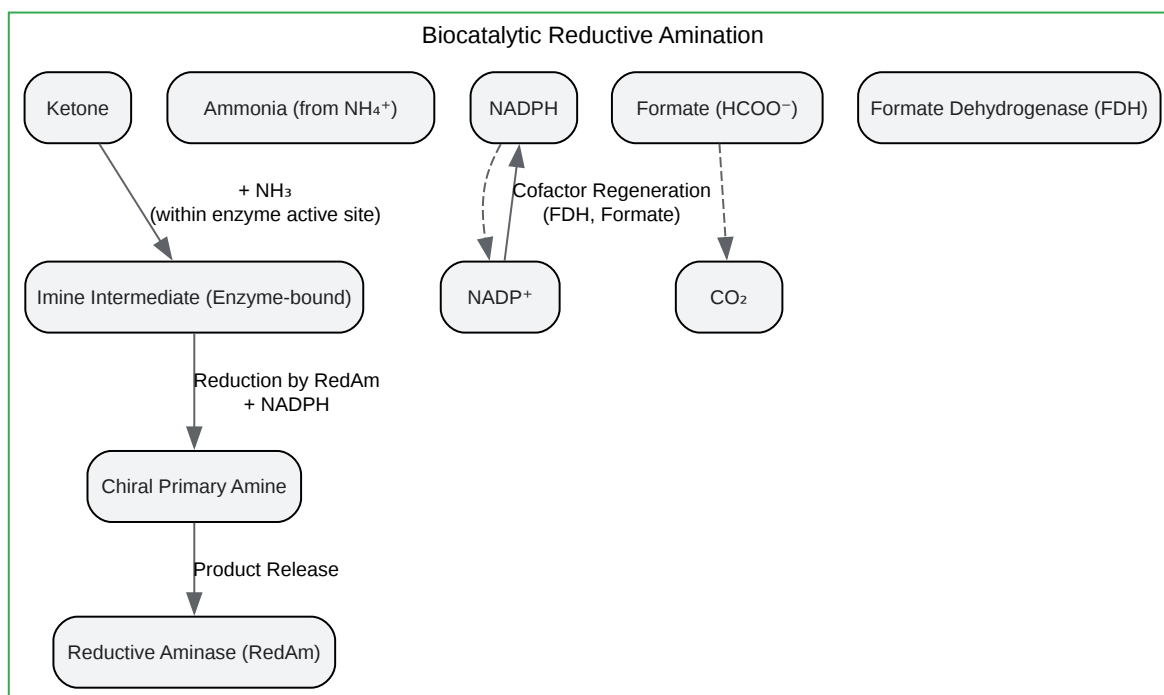 Biocatalytic Reductive Amination
Ketone
Ammonia (from NH₄⁺)
NADPH
Formate (HCOO⁻)
Formate Dehydrogenase (FDH)
+ NH₃
(within enzyme active site)
Cofactor Regeneration
(FDH, Formate)
Imine Intermediate (Enzyme-bound)
NADP⁺
CO₂
Reduction by RedAm
+ NADPH
Chiral Primary Amine
Product Release
Reductive Aminase (RedAm)